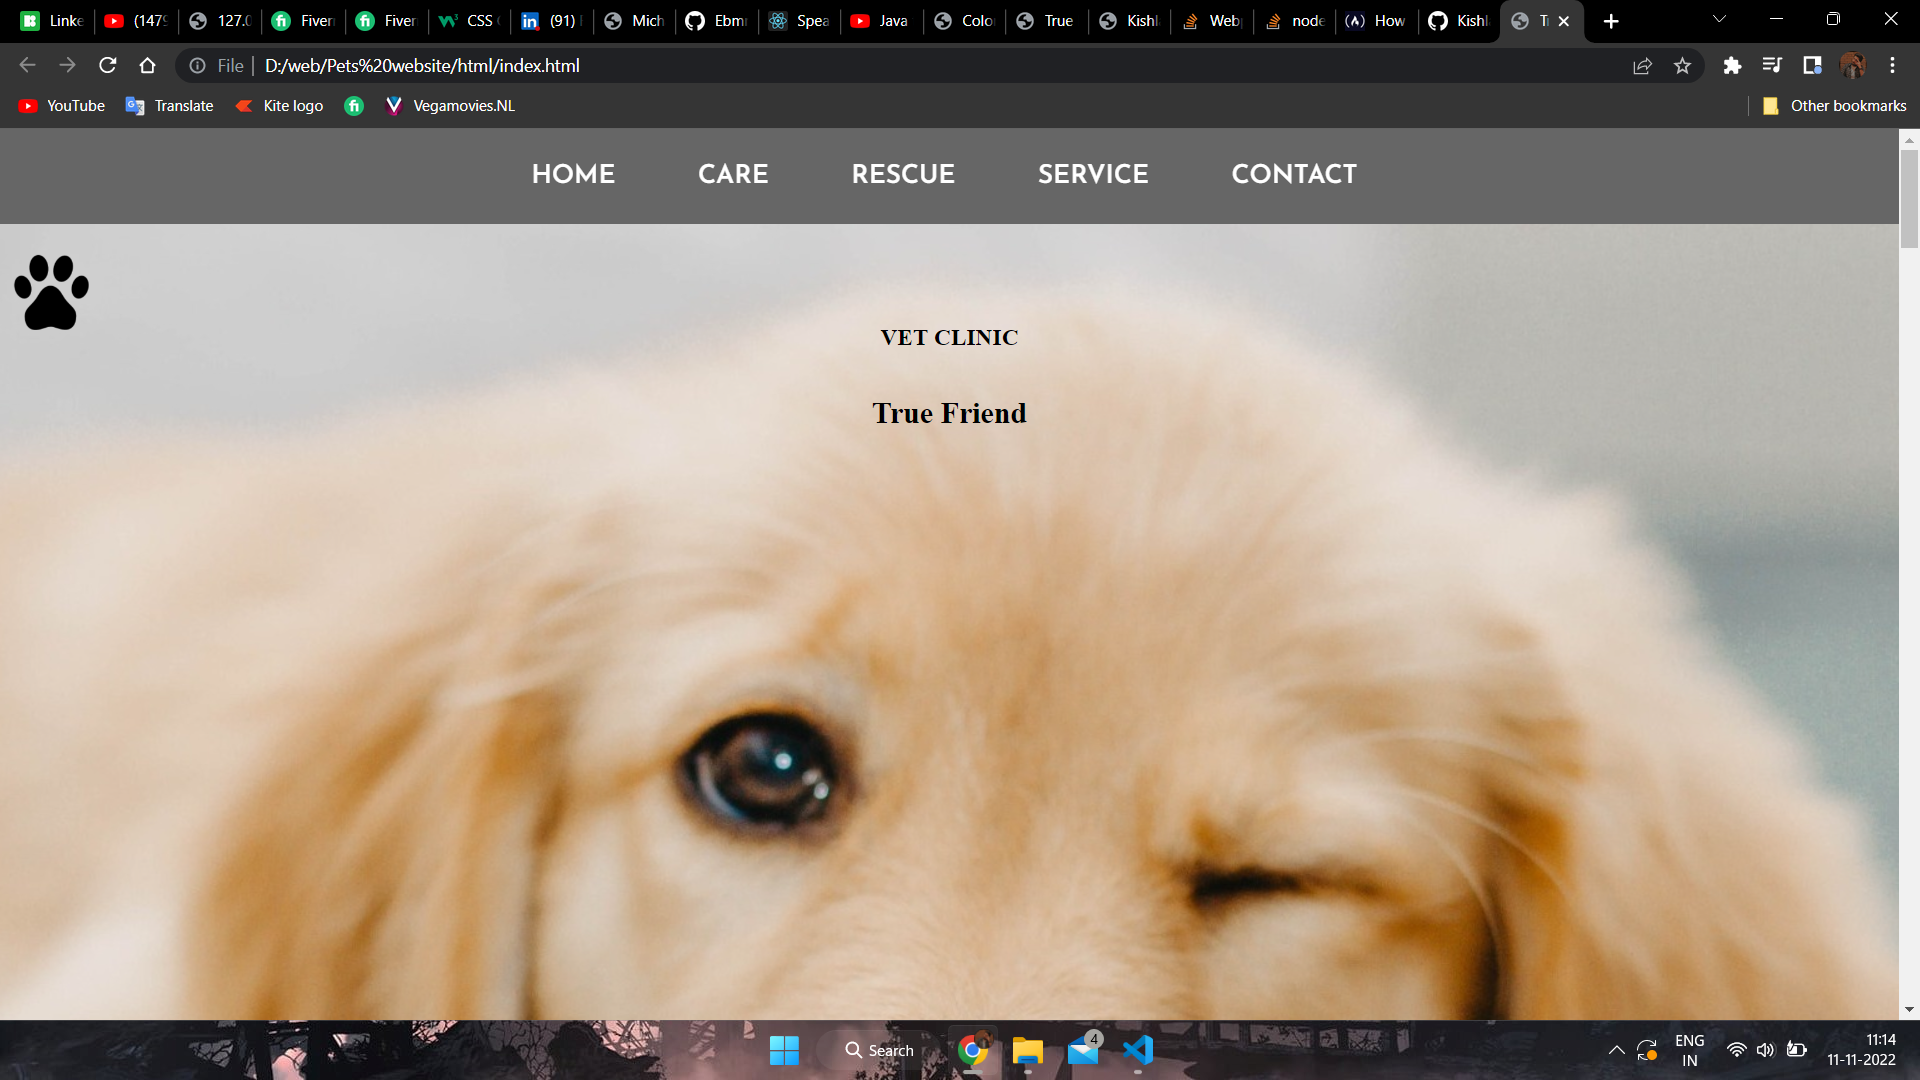 Linke
(1479
127.0
Fiver
Fiver
CSS
(91)
Mich
Ebm
Spea
Java
Colo
True
Kishl
Web
node
How
Kishl
File
D:/web/Pets%20website/html/index.html
YouTube
Translate
Kite logo
Vegamovies.NL
Other bookmarks
HOME CARE RESCUE SERVICE CONTACT
VET CLINIC
True Friend
Search
4
ENG
IN
11:14
11-11-2022